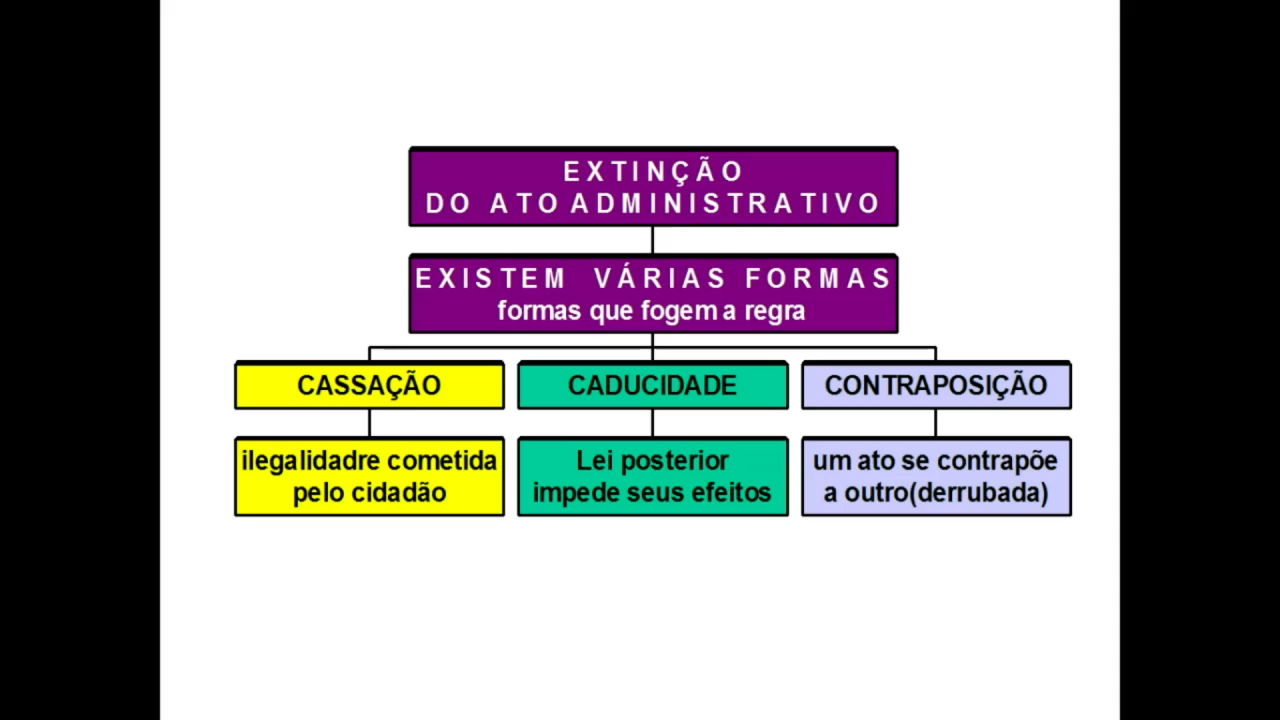 EXTINÇÃO
DO ATO ADMINISTRATIVO
EXISTEM VÁRIAS FORMAS
formas que fogem a regra
CASSAÇÃO
CADUCIDADE
CONTRAPOSIÇÃO
ilegalidadre cometida
pelo cidadão
Lei posterior
impede seus efeitos
um ato se contrapõe
a outro(derrubada)